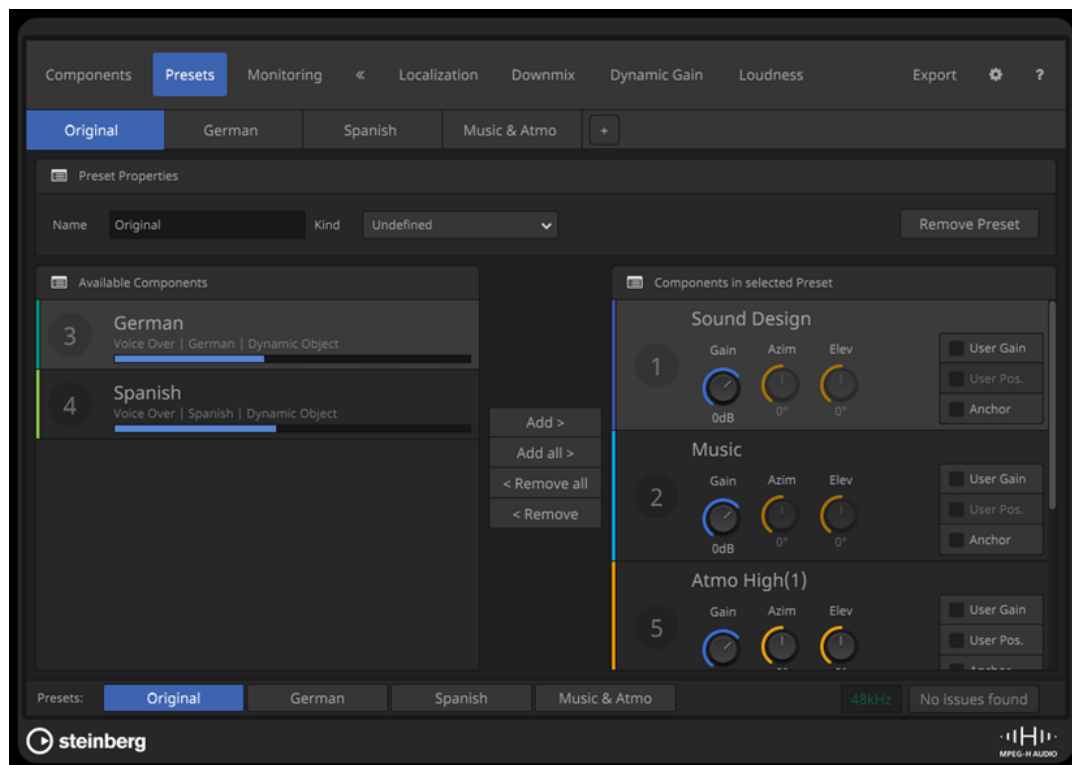 Components Presets Monitoring « Localization Downmix Dynamic Gain Loudness Export ?
Original German Spanish Music & Atmo +
Preset Properties
Name Original Kind Undefined Remove Preset
Available Components
3 German
Voice Over | German | Dynamic Object
4 Spanish
Voice Over | Spanish | Dynamic Object
Add >
Add all >
< Remove all
< Remove
Components in selected Preset
Sound Design
1 Gain Azim Elev
0dB 0° 0°
User Gain
User Pos.
Anchor
Music
2 Gain Azim Elev
0dB 0° 0°
User Gain
User Pos.
Anchor
Atmo High(1)
5 Gain Azim Elev
User Gain
User Pos.
Presets: Original German Spanish Music & Atmo 48kHz No issues found
steinberg
MPEG-H AUDIO